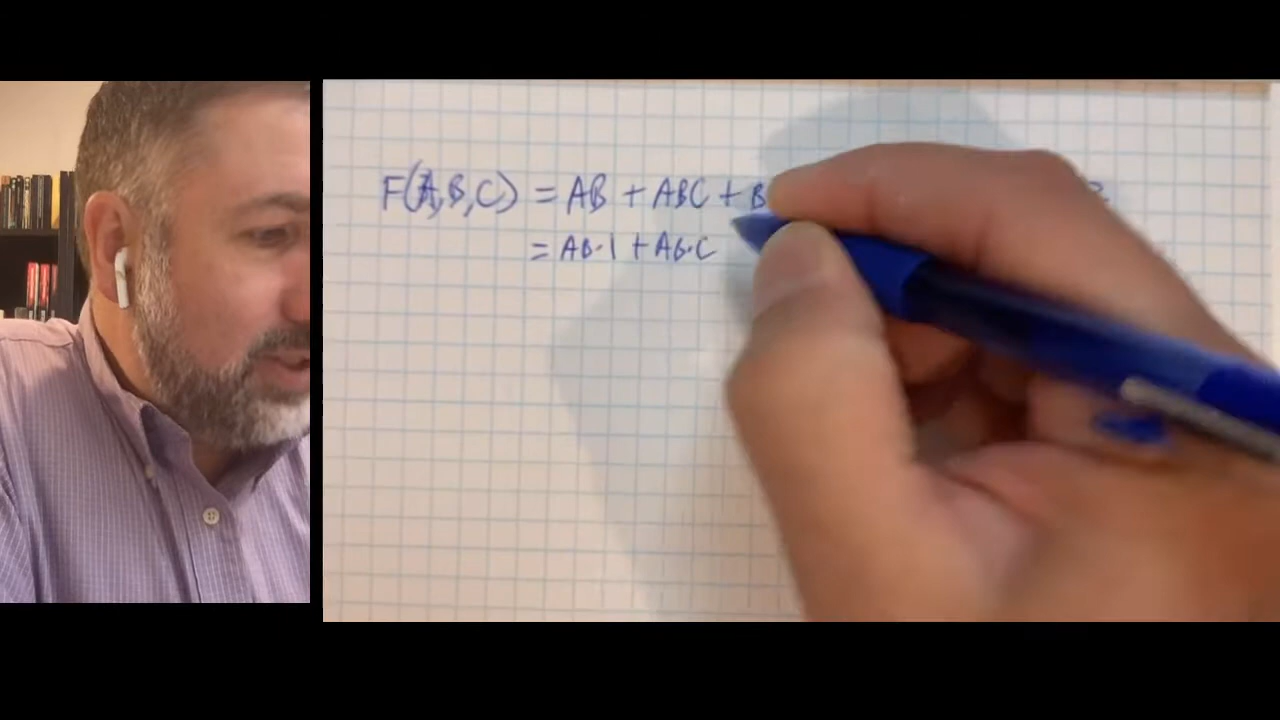 F(A,B,C) = AB + ABC + B
= AB·1 + AB·C